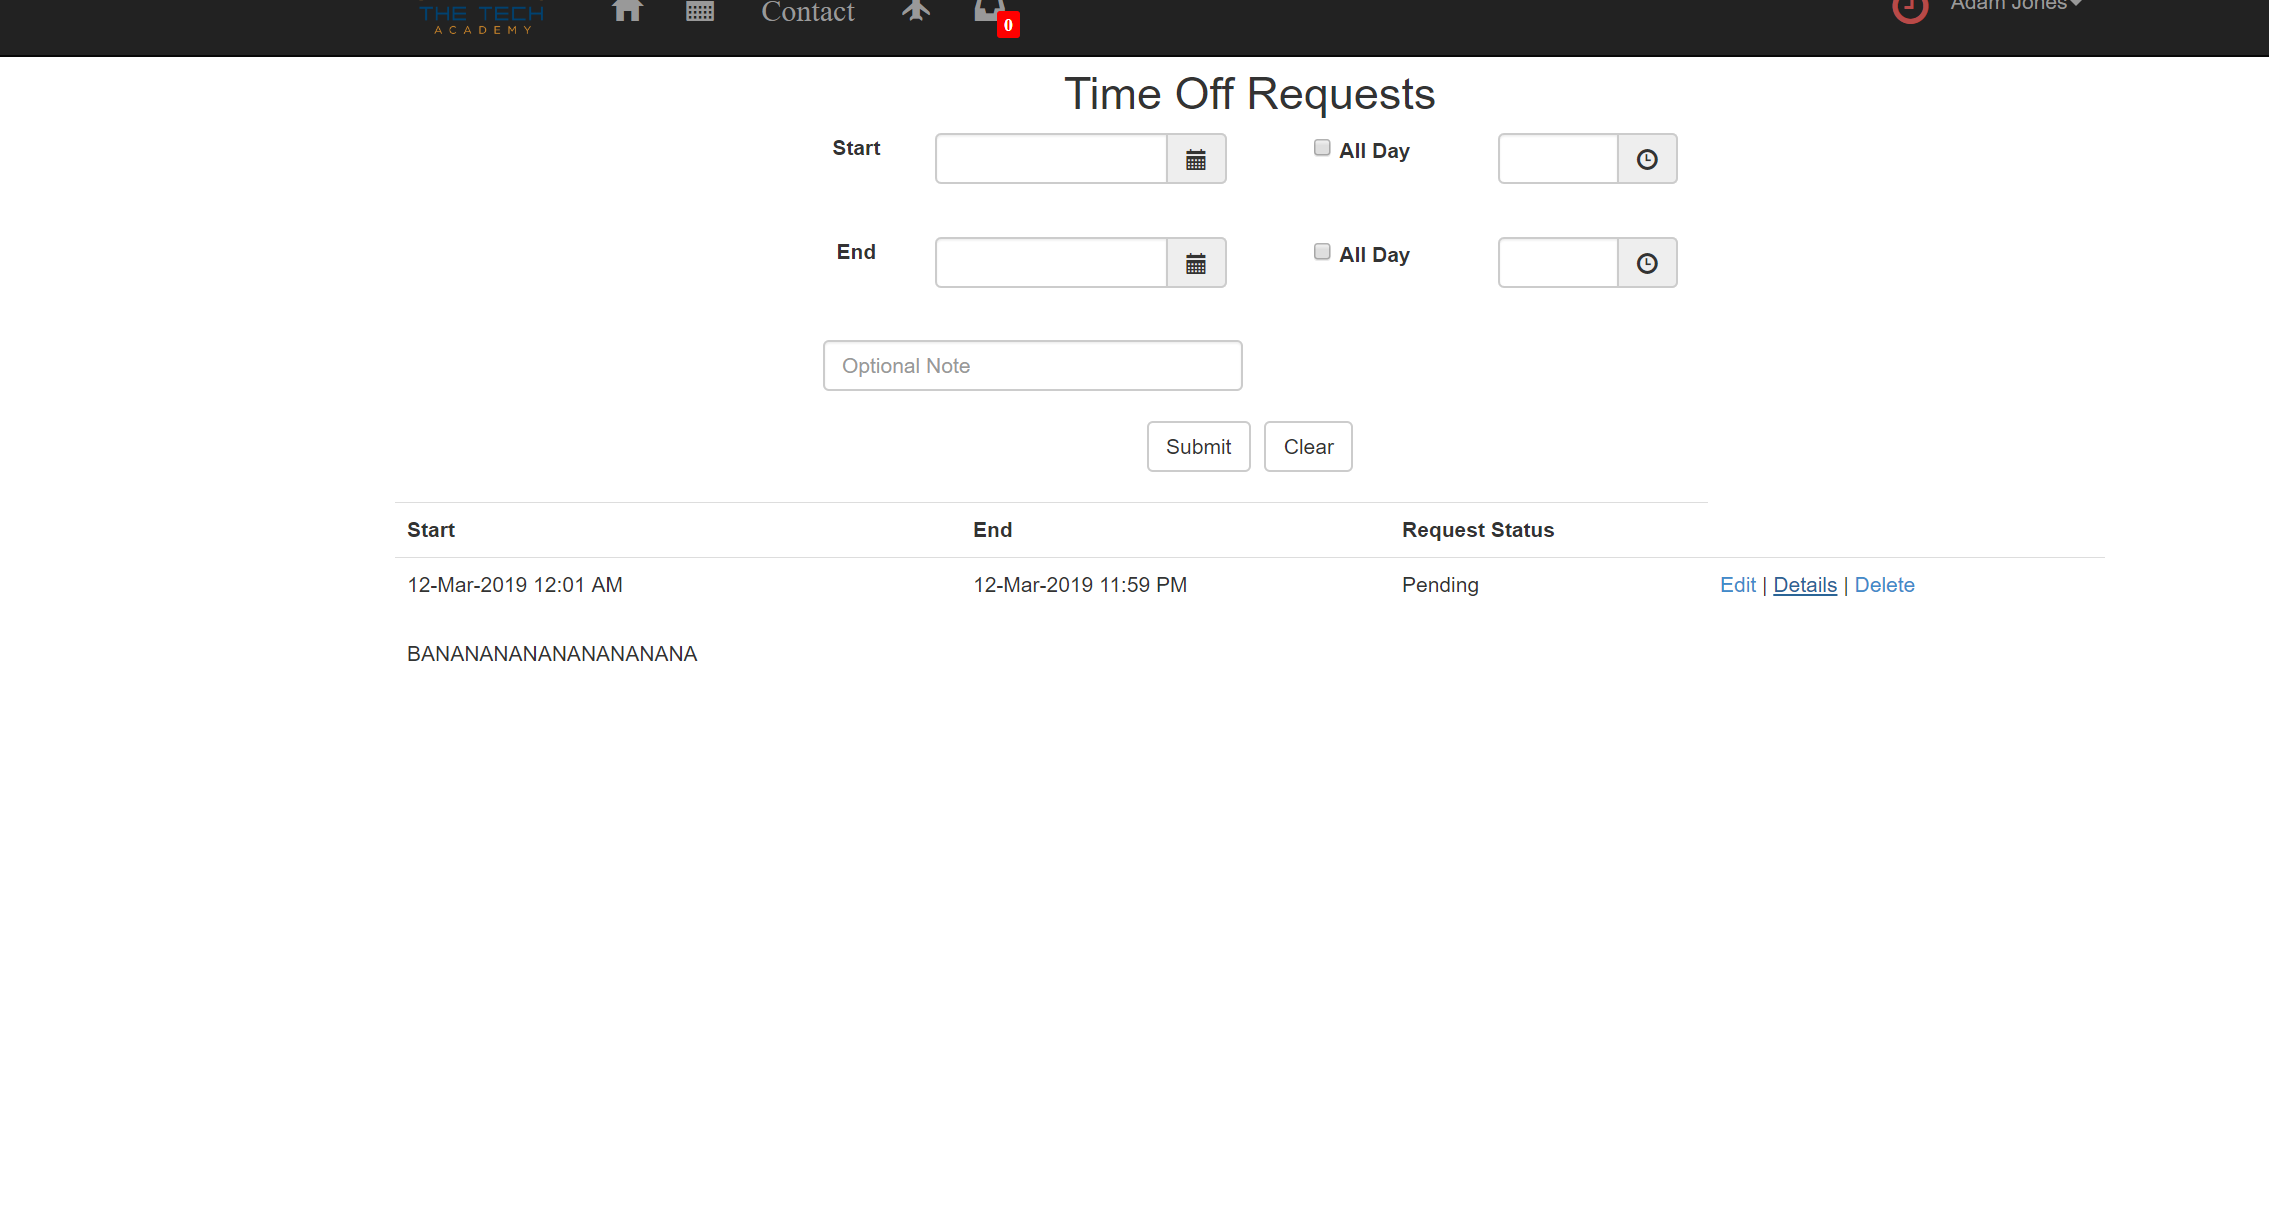 THE TECH
ACADEMY
Contact
0
Adam Jones
Time Off Requests
Start
All Day
End
All Day
Optional Note
Submit Clear
Start End Request Status
12-Mar-2019 12:01 AM 12-Mar-2019 11:59 PM Pending Edit | Details | Delete
BANANANANANANANANANA